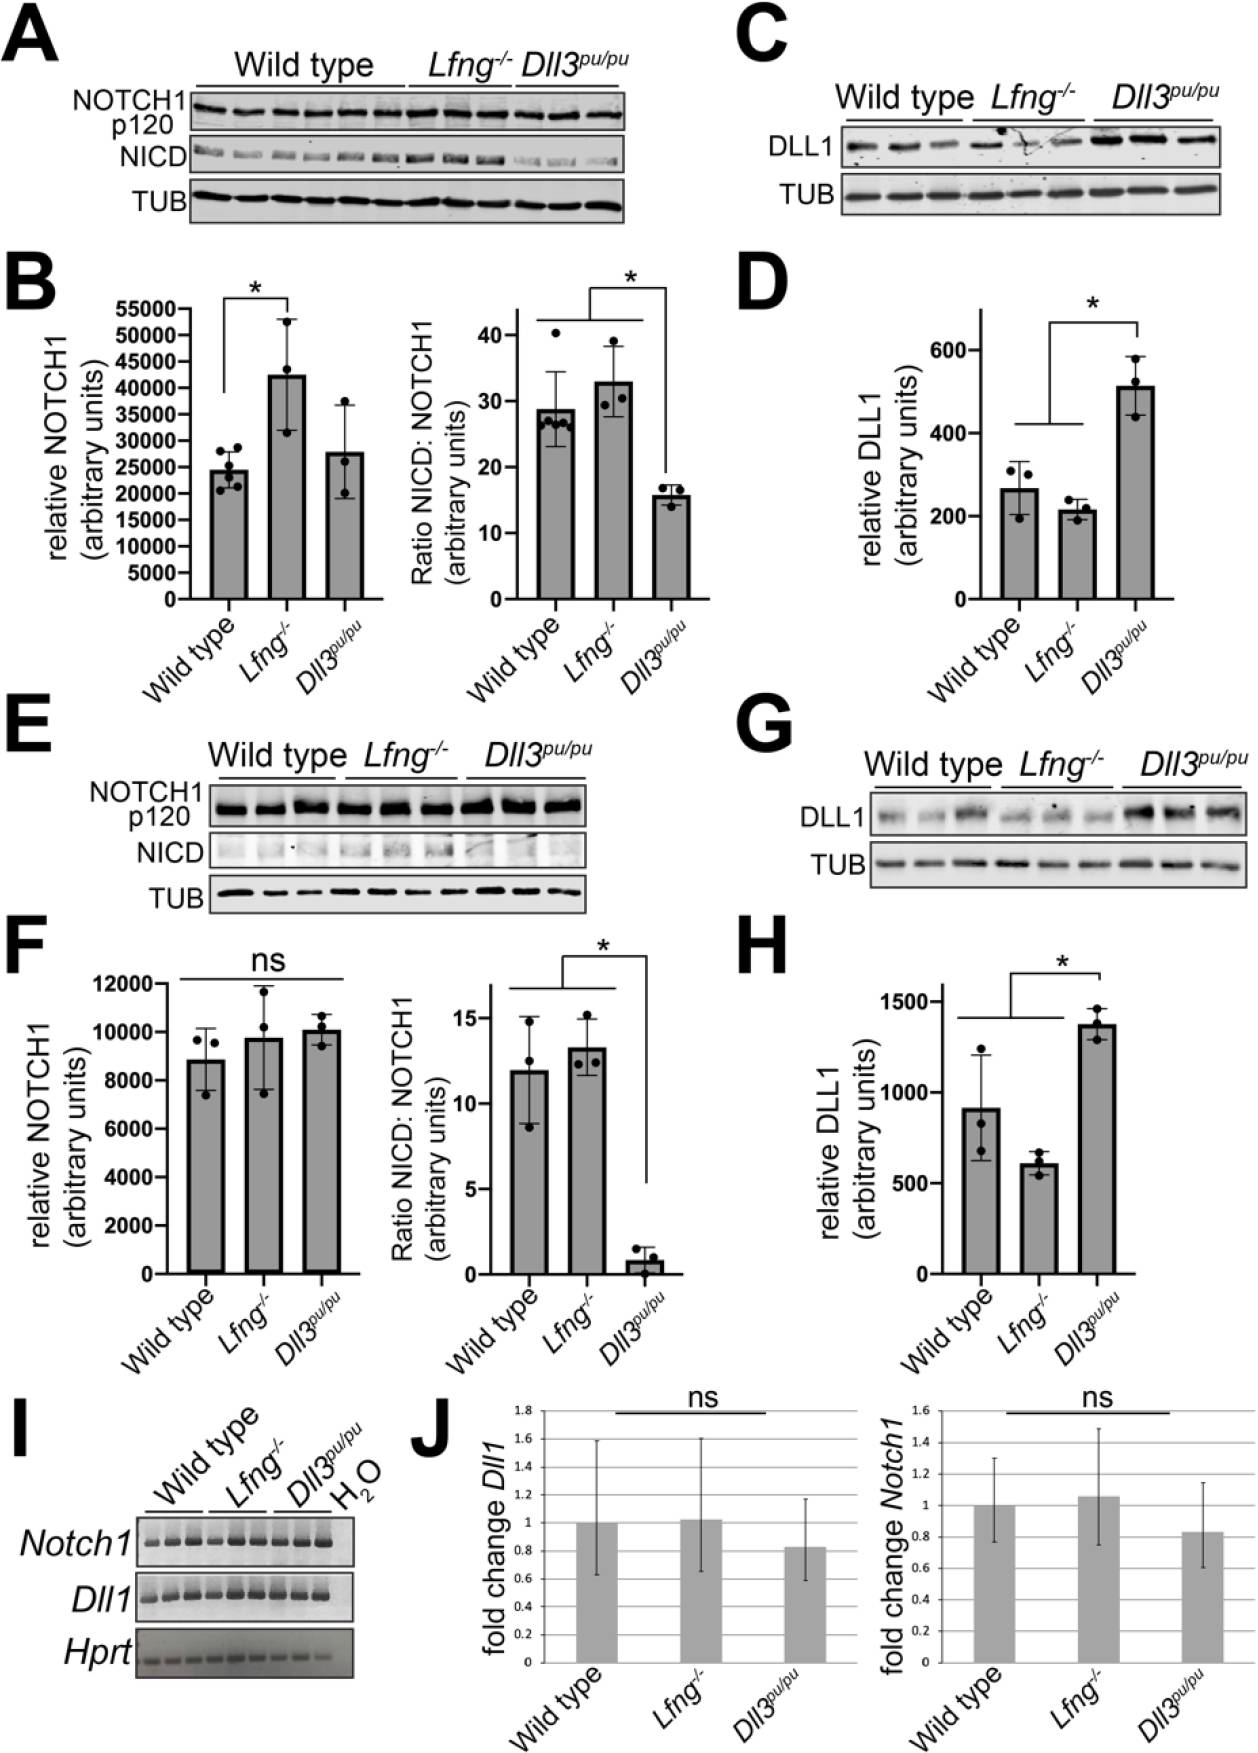 A
Wild type Lfng-/- Dll3pu/pu
NOTCH1
p120
NICD
TUB
C
Wild type Lfng-/- Dll3pu/pu
DLL1
TUB
B
relative NOTCH1
(arbitrary units)
55000
50000
45000
40000
35000
30000
25000
20000
15000
10000
5000
0
*
Wild type
Lfng-/-
Dll3pu/pu
Ratio NICD: NOTCH1
(arbitrary units)
40
30
20
10
0
*
Wild type
Lfng-/-
Dll3pu/pu
D
relative DLL1
(arbitrary units)
600
400
200
0
*
Wild type
Lfng-/-
Dll3pu/pu
E
Wild type Lfng-/- Dll3pu/pu
NOTCH1
p120
NICD
TUB
G
Wild type Lfng-/- Dll3pu/pu
DLL1
TUB
F
relative NOTCH1
(arbitrary units)
12000
10000
8000
6000
4000
2000
0
ns
Wild type
Lfng-/-
Dll3pu/pu
Ratio NICD: NOTCH1
(arbitrary units)
15
10
5
0
*
Wild type
Lfng-/-
Dll3pu/pu
H
relative DLL1
(arbitrary units)
1500
1000
500
0
*
Wild type
Lfng-/-
Dll3pu/pu
I
Wild type
Lfng-/-
Dll3pu/pu
H2O
Notch1
Dll1
Hprt
J
fold change Dll1
1.8
1.6
1.4
1.2
1
0.8
0.6
0.4
0.2
0
ns
Wild type
Lfng-/-
Dll3pu/pu
fold change Notch1
1.6
1.4
1.2
1
0.8
0.6
0.4
0.2
0
ns
Wild type
Lfng-/-
Dll3pu/pu